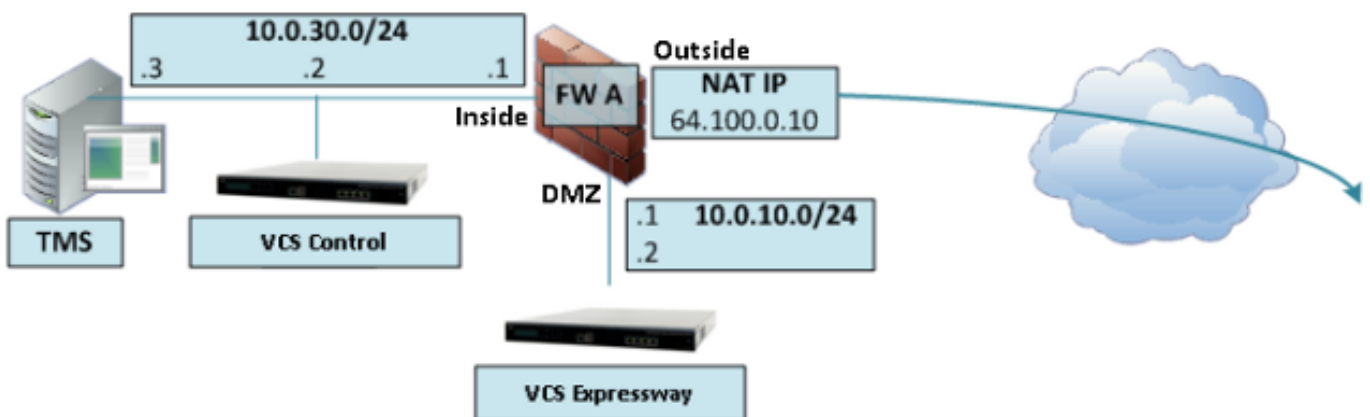 10.0.30.0/24
.3 .2 .1
Outside
FW A
NAT IP
64.100.0.10
Inside
TMS
VCS Control
DMZ
.1 10.0.10.0/24
.2
VCS Expressway